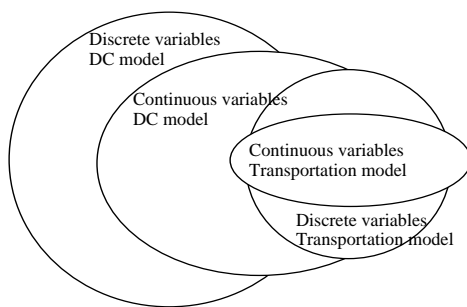 Discrete variables
DC model
Continuous variables
DC model
Continuous variables
Transportation model
Discrete variables
Transportation model